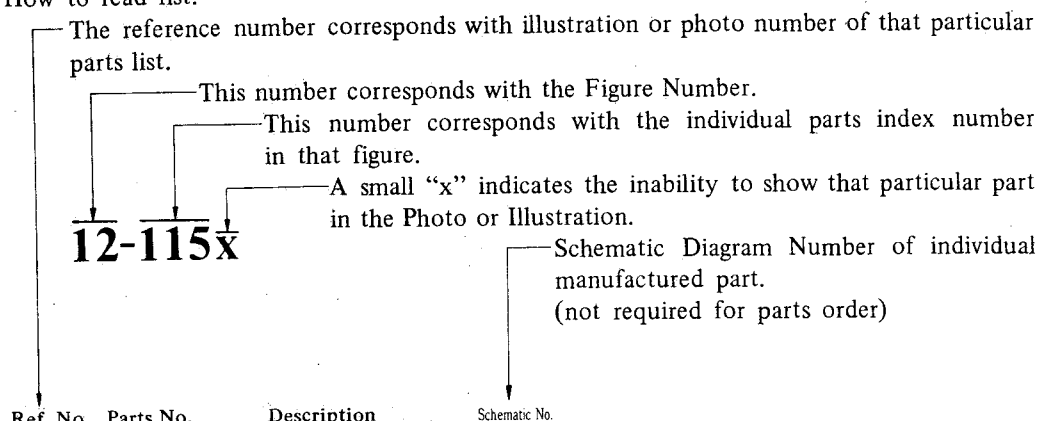 How to read list.
The reference number corresponds with illustration or photo number of that particular
parts list.
This number corresponds with the Figure Number.
This number corresponds with the individual parts index number
in that figure.
A small “x” indicates the inability to show that particular part
in the Photo or Illustration.
12-115x
Schematic Diagram Number of individual
manufactured part.
(not required for parts order)
Ref. No. Parts No. Description Schematic No.